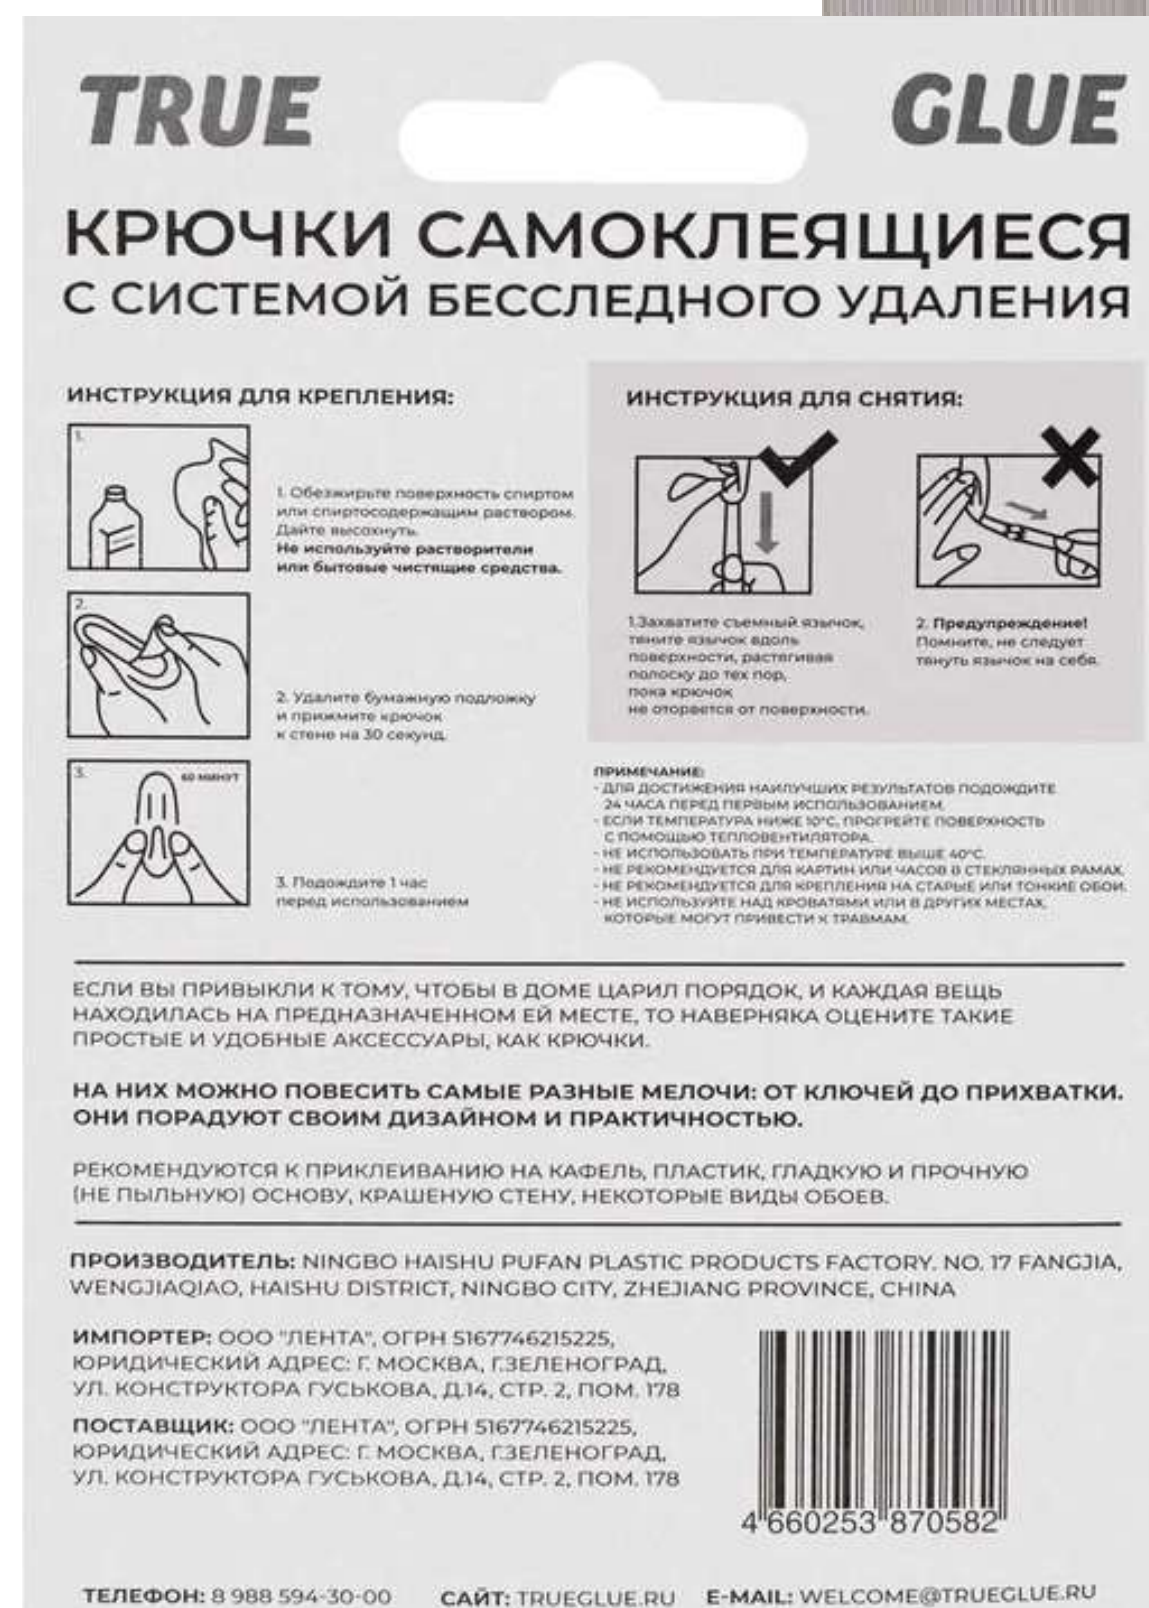 TRUE GLUE
КРЮЧКИ САМОКЛЕЯЩИЕСЯ
С СИСТЕМОЙ БЕССЛЕДНОГО УДАЛЕНИЯ
ИНСТРУКЦИЯ ДЛЯ КРЕПЛЕНИЯ:
1.
1. Обезжирьте поверхность спиртом
или спиртосодержащим раствором.
Дайте высохнуть.
Не используйте растворители
или бытовые чистящие средства.
2.
2. Удалите бумажную подложку
и прижмите крючок
к стене на 30 секунд.
3.
60 МИНУТ
3. Подождите 1 час
перед использованием
ИНСТРУКЦИЯ ДЛЯ СНЯТИЯ:
1.Захватите съемный язычок,
тяните язычок вдоль
поверхности, растягивая
полоску до тех пор,
пока крючок
не оторвется от поверхности.
2. Предупреждение!
Помните, не следует
тянуть язычок на себя.
ПРИМЕЧАНИЕ:
- ДЛЯ ДОСТИЖЕНИЯ НАИЛУЧШИХ РЕЗУЛЬТАТОВ ПОДОЖДИТЕ
24 ЧАСА ПЕРЕД ПЕРВЫМ ИСПОЛЬЗОВАНИЕМ.
- ЕСЛИ ТЕМПЕРАТУРА НИЖЕ 10°С, ПРОГРЕЙТЕ ПОВЕРХНОСТЬ
С ПОМОЩЬЮ ТЕПЛОВЕНТИЛЯТОРА.
- НЕ ИСПОЛЬЗОВАТЬ ПРИ ТЕМПЕРАТУРЕ ВЫШЕ 40°С.
- НЕ РЕКОМЕНДУЕТСЯ ДЛЯ КАРТИН ИЛИ ЧАСОВ В СТЕКЛЯННЫХ РАМАХ.
- НЕ РЕКОМЕНДУЕТСЯ ДЛЯ КРЕПЛЕНИЯ НА СТАРЫЕ ИЛИ ТОНКИЕ ОБОИ.
- НЕ ИСПОЛЬЗУЙТЕ НАД КРОВАТЯМИ ИЛИ В ДРУГИХ МЕСТАХ,
КОТОРЫЕ МОГУТ ПРИВЕСТИ К ТРАВМАМ.
ЕСЛИ ВЫ ПРИВЫКЛИ К ТОМУ, ЧТОБЫ В ДОМЕ ЦАРИЛ ПОРЯДОК, И КАЖДАЯ ВЕЩЬ
НАХОДИЛАСЬ НА ПРЕДНАЗНАЧЕННОМ ЕЙ МЕСТЕ, ТО НАВЕРНЯКА ОЦЕНИТЕ ТАКИЕ
ПРОСТЫЕ И УДОБНЫЕ АКСЕССУАРЫ, КАК КРЮЧКИ.
НА НИХ МОЖНО ПОВЕСИТЬ САМЫЕ РАЗНЫЕ МЕЛОЧИ: ОТ КЛЮЧЕЙ ДО ПРИХВАТКИ.
ОНИ ПОРАДУЮТ СВОИМ ДИЗАЙНОМ И ПРАКТИЧНОСТЬЮ.
РЕКОМЕНДУЮТСЯ К ПРИКЛЕИВАНИЮ НА КАФЕЛЬ, ПЛАСТИК, ГЛАДКУЮ И ПРОЧНУЮ
(НЕ ПЫЛЬНУЮ) ОСНОВУ, КРАШЕНУЮ СТЕНУ, НЕКОТОРЫЕ ВИДЫ ОБОЕВ.
ПРОИЗВОДИТЕЛЬ: NINGBO HAISHU PUFAN PLASTIC PRODUCTS FACTORY. NO. 17 FANGJIA,
WENGJIAQIAO, HAISHU DISTRICT, NINGBO CITY, ZHEJIANG PROVINCE, CHINA
ИМПОРТЕР: ООО "ЛЕНТА", ОГРН 5167746215225,
ЮРИДИЧЕСКИЙ АДРЕС: Г. МОСКВА, Г.ЗЕЛЕНОГРАД,
УЛ. КОНСТРУКТОРА ГУСЬКОВА, Д.14, СТР. 2, ПОМ. 178
ПОСТАВЩИК: ООО "ЛЕНТА", ОГРН 5167746215225,
ЮРИДИЧЕСКИЙ АДРЕС: Г. МОСКВА, Г.ЗЕЛЕНОГРАД,
УЛ. КОНСТРУКТОРА ГУСЬКОВА, Д.14, СТР. 2, ПОМ. 178
4 660253 870582
ТЕЛЕФОН: 8 988 594-30-00 САЙТ: TRUEGLUE.RU E-MAIL: WELCOME@TRUEGLUE.RU